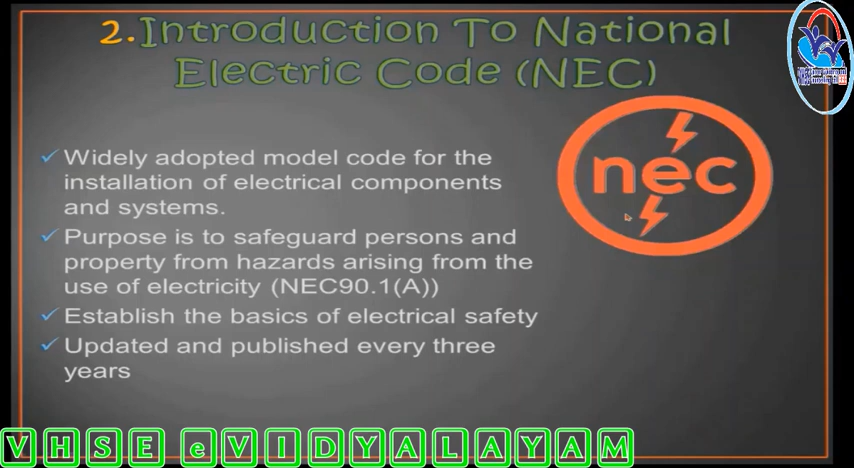 2.Introduction To National
Electric Code (NEC)
✓ Widely adopted model code for the
installation of electrical components
and systems.
✓ Purpose is to safeguard persons and
property from hazards arising from the
use of electricity (NEC90.1(A))
✓ Establish the basics of electrical safety
✓ Updated and published every three
years
nec
VHSE eVIDYALAYAM